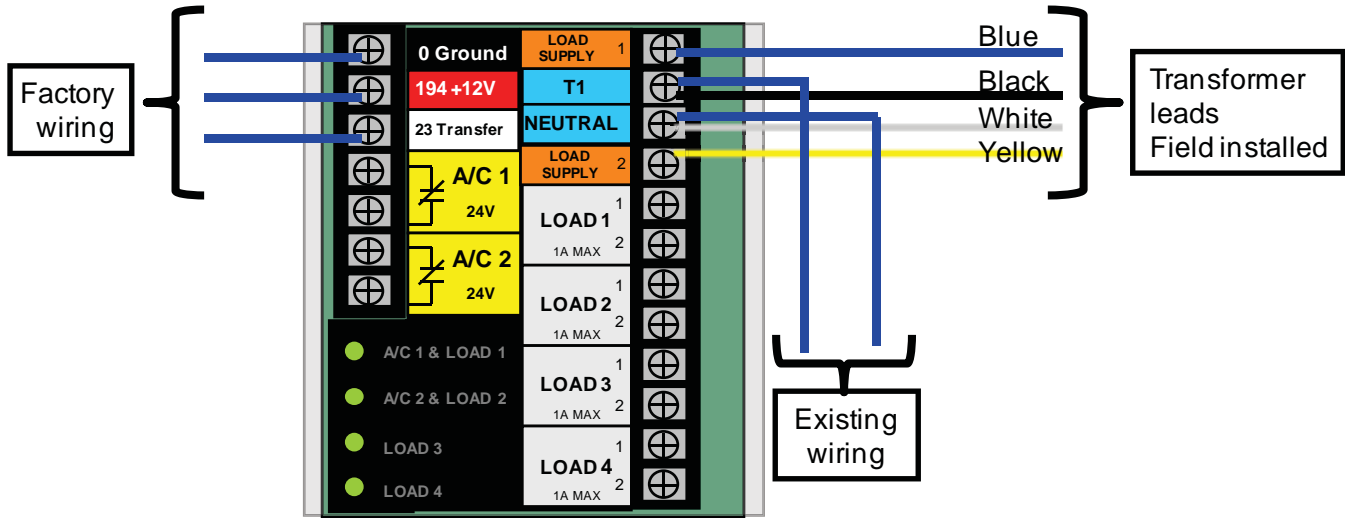 Factory
wiring
0 Ground
194 +12V
23 Transfer
A/C 1
24V
A/C 2
24V
A/C 1 & LOAD 1
A/C 2 & LOAD 2
LOAD 3
LOAD 4
LOAD
SUPPLY 1
T1
NEUTRAL
LOAD
SUPPLY 2
LOAD 1
1A MAX
1
2
LOAD 2
1A MAX
1
2
LOAD 3
1A MAX
1
2
LOAD 4
1A MAX
1
2
Blue
Black
White
Yellow
Transformer
leads
Field installed
Existing
wiring